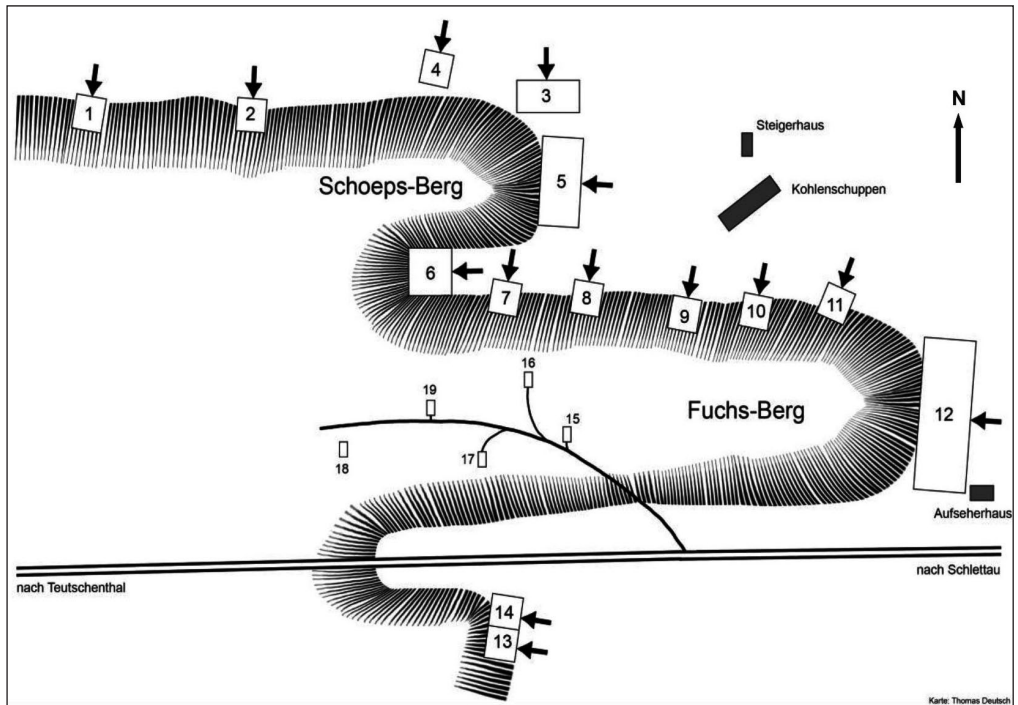 4
3
1
2
N
Steigerhaus
5
Schoeps-Berg
Kohlenschuppen
6
7
8
9
10
11
16
19
Fuchs-Berg
12
15
17
18
Aufseherhaus
nach Schlettau
nach Teutschenthal
14
13
Karte: Thomas Deutsch